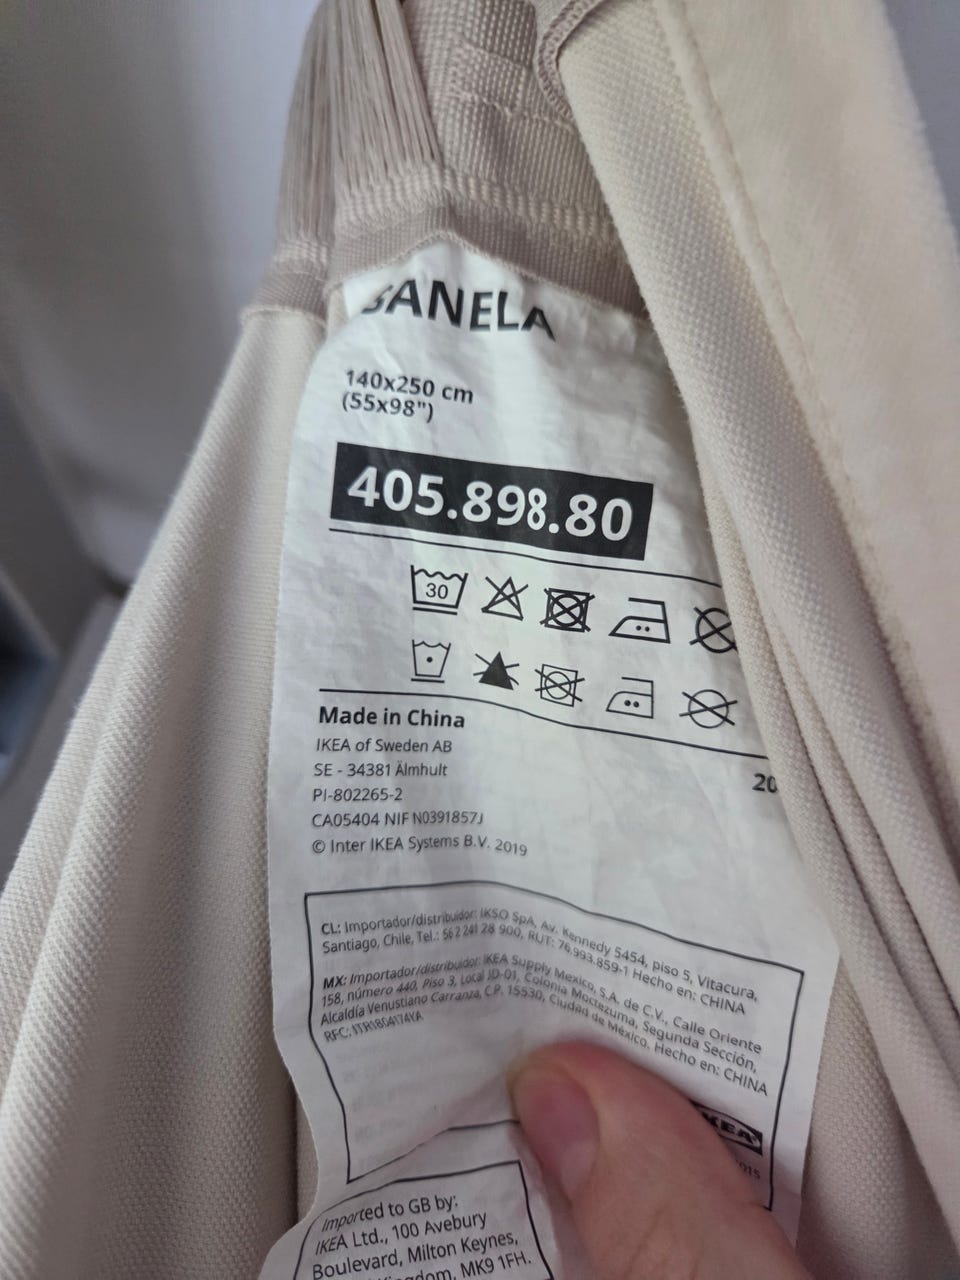 SANELA
140x250 cm
(55x98")
405.898.80
30
Made in China
IKEA of Sweden AB
SE - 34381 Älmhult
PI-802265-2
CA05404 NIF N0391857J
© Inter IKEA Systems B.V. 2019
20
CL: Importador/distribuidor: IKSO SpA, Av. Kennedy 5454, piso 5, Vitacura,
Santiago, Chile, Tel.: 56 2 241 28 900, RUT: 76.993.859-1 Hecho en: CHINA
MX: Importador/distribuidor: IKEA Supply Mexico, S.A. de C.V., Calle Oriente
158, número 440, Piso 3, Local JD-01, Colonia Moctezuma, Segunda Sección,
Alcaldía Venustiano Carranza, C.P. 15530, Ciudad de México. Hecho en: CHINA
RFC:
IKEA
Imported to GB by:
IKEA Ltd., 100 Avebury
Boulevard, Milton Keynes,
Kingdom, MK9 1FH.